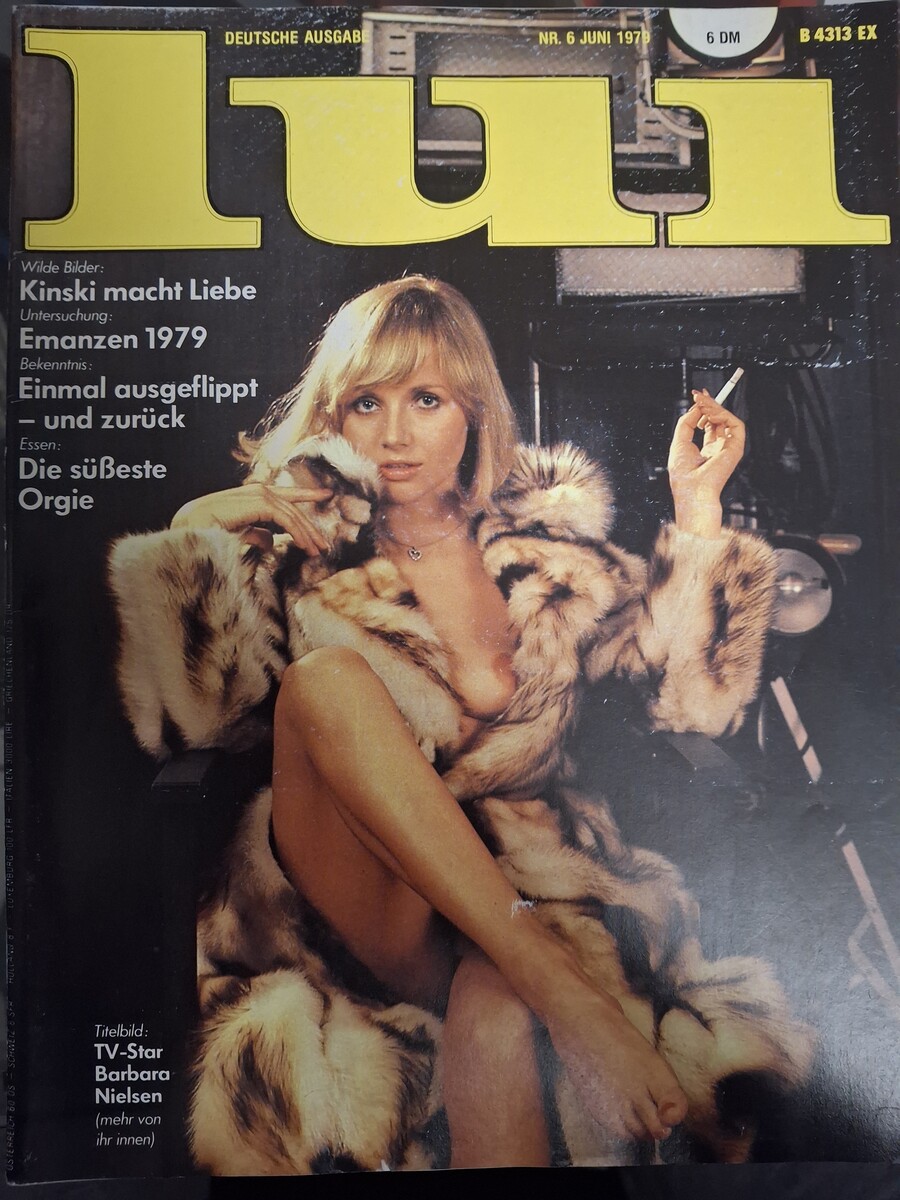 DEUTSCHE AUSGABE
NR. 6 JUNI 1979
6 DM
B 4313 EX
lui
Wilde Bilder:
Kinski macht Liebe
Untersuchung:
Emanzen 1979
Bekenntnis:
Einmal ausgeflippt
– und zurück
Essen:
Die süßeste
Orgie
Titelbild:
TV-Star
Barbara
Nielsen
(mehr von
ihr innen)